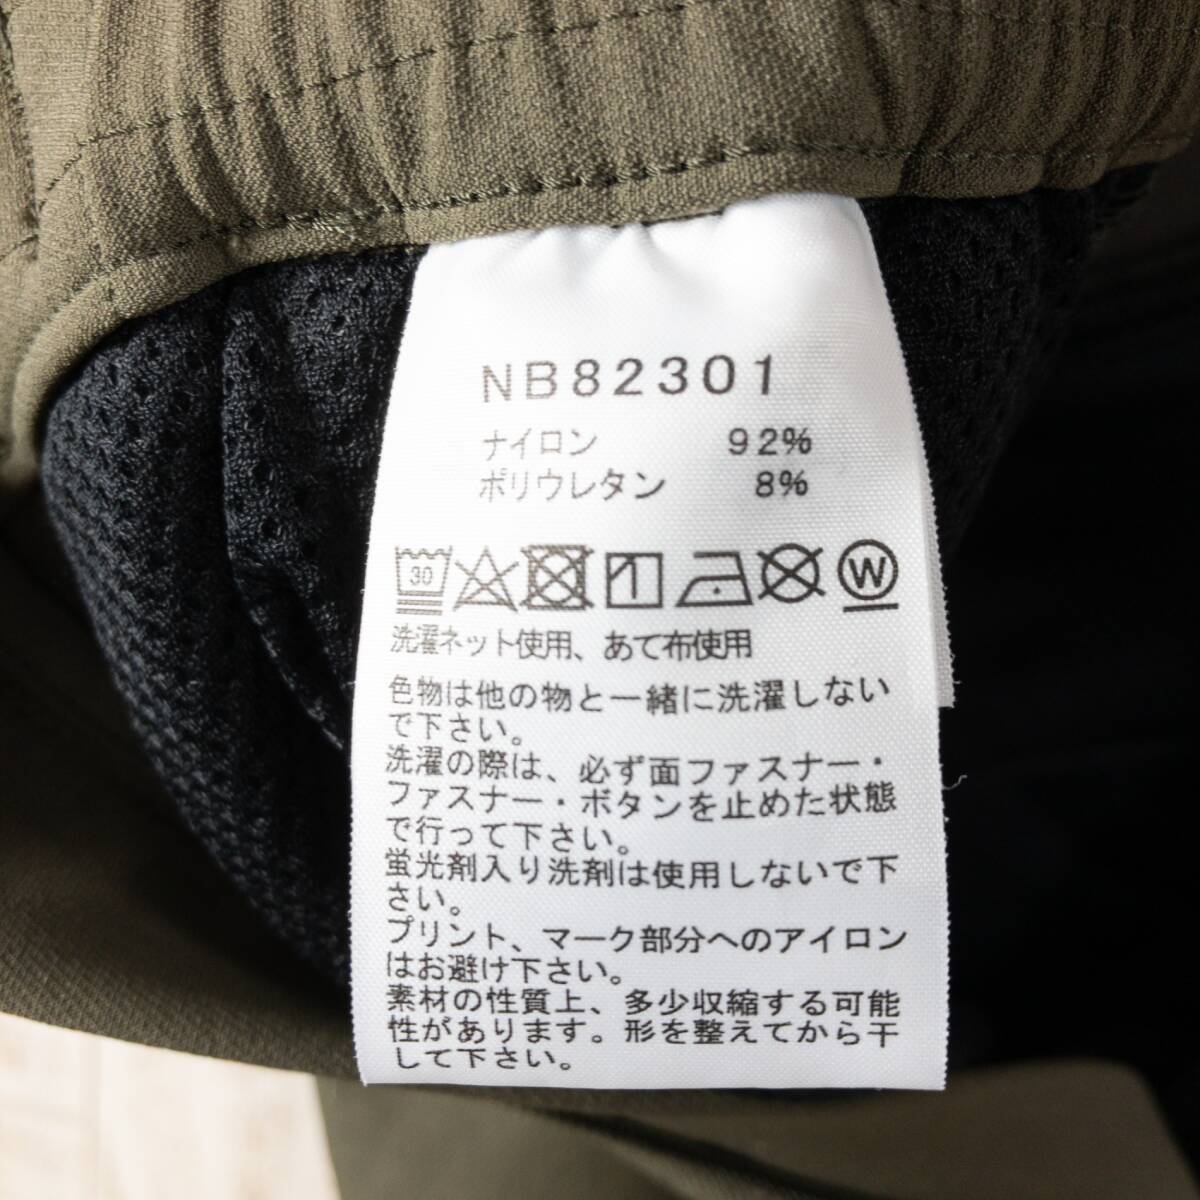 NB82301
ナイロン 92%
ポリウレタン 8%
30 W
洗濯ネット使用、あて布使用
色物は他の物と一緒に洗濯しない
で下さい。
洗濯の際は、必ず面ファスナー・
ファスナー・ボタンを止めた状態
で行って下さい。
蛍光剤入り洗剤は使用しないで下
さい。
プリント、マーク部分へのアイロン
はお避け下さい。
素材の性質上、多少収縮する可能
性があります。形を整えてから干
して下さい。